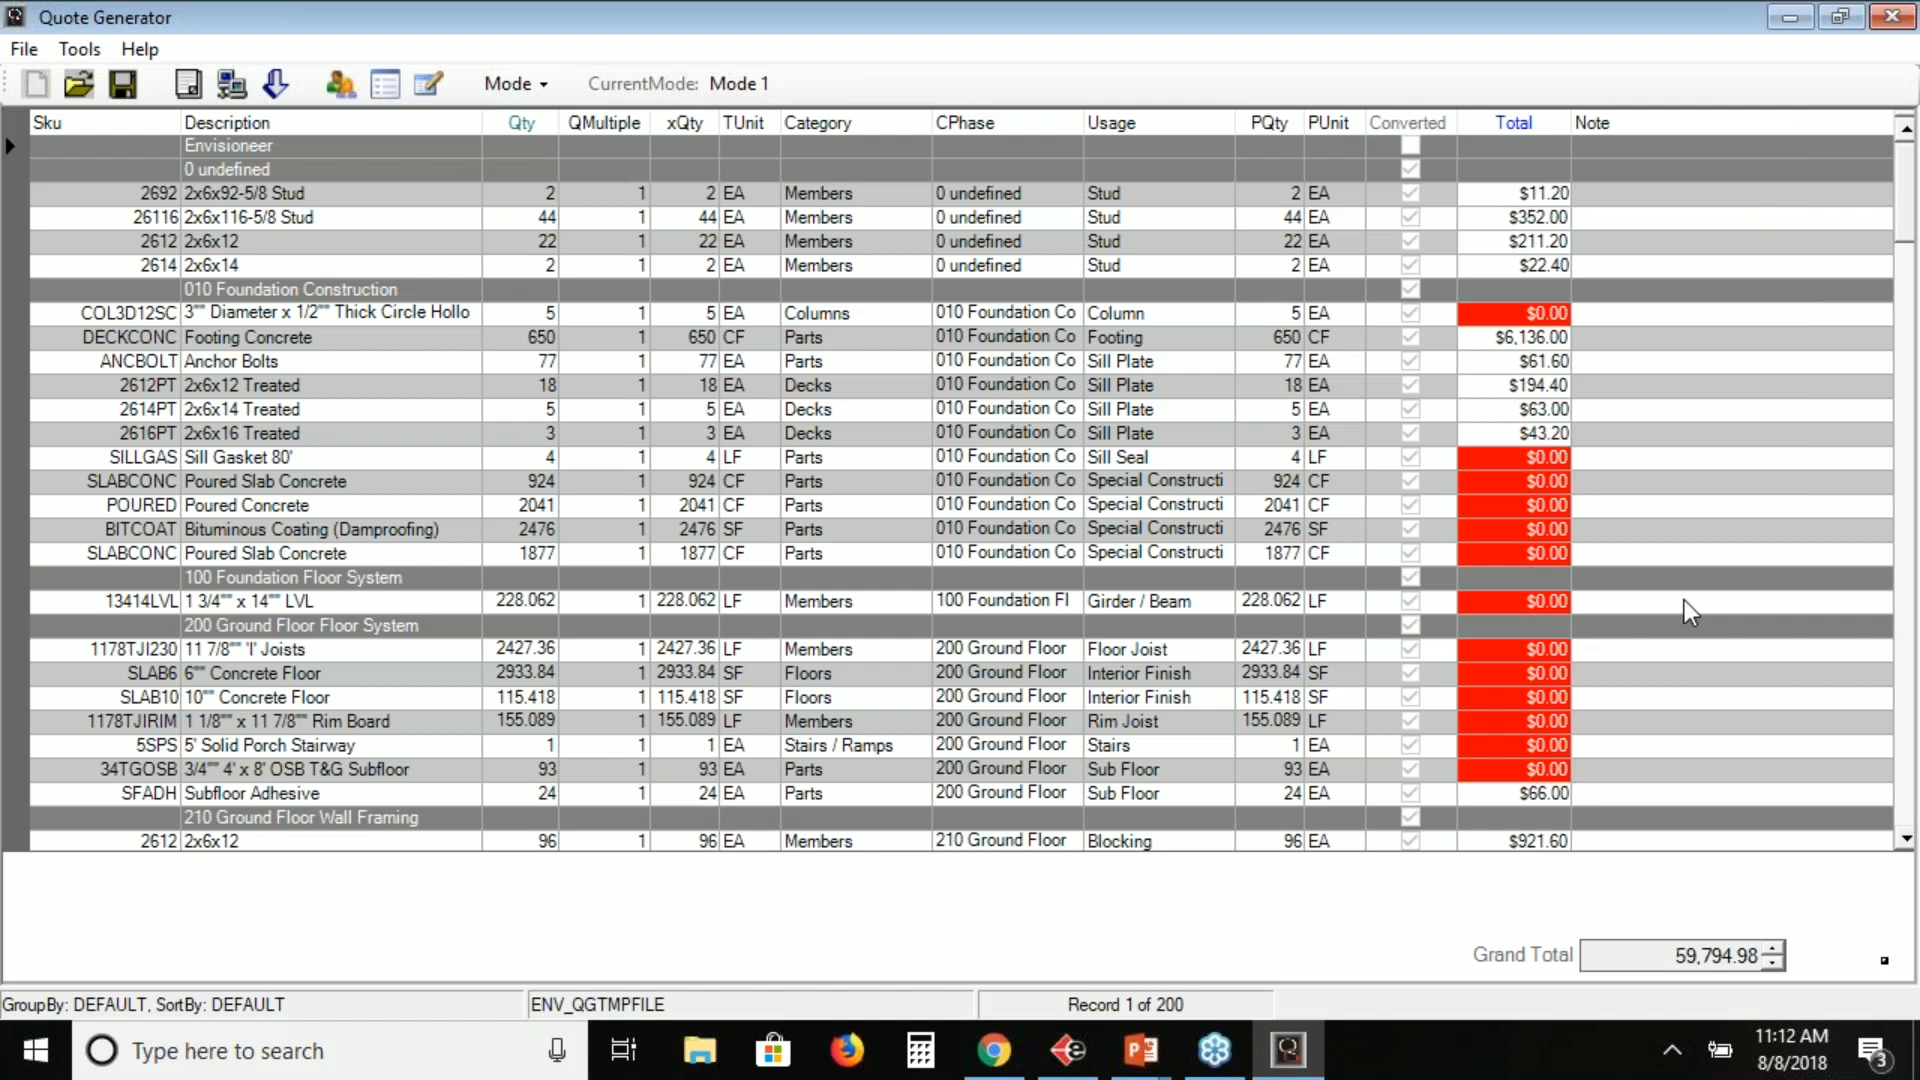 Quote Generator
File Tools Help
Mode CurrentMode: Mode 1
Sku Description Qty QMultiple xQty TUnit Category CPhase Usage PQty PUnit Converted Total Note
Envisioneer
0 undefined
2692 2x6x92-5/8 Stud 2 1 2 EA Members 0 undefined Stud 2 EA $11.20
26116 2x6x116-5/8 Stud 44 1 44 EA Members 0 undefined Stud 44 EA $352.00
2612 2x6x12 22 1 22 EA Members 0 undefined Stud 22 EA $211.20
2614 2x6x14 2 1 2 EA Members 0 undefined Stud 2 EA $22.40
010 Foundation Construction
COL3D12SC 3"" Diameter x 1/2"" Thick Circle Hollo 5 1 5 EA Columns 010 Foundation Co Column 5 EA $0.00
DECKCONC Footing Concrete 650 1 650 CF Parts 010 Foundation Co Footing 650 CF $6,136.00
ANCBOLT Anchor Bolts 77 1 77 EA Parts 010 Foundation Co Sill Plate 77 EA $61.60
2612PT 2x6x12 Treated 18 1 18 EA Decks 010 Foundation Co Sill Plate 18 EA $194.40
2614PT 2x6x14 Treated 5 1 5 EA Decks 010 Foundation Co Sill Plate 5 EA $63.00
2616PT 2x6x16 Treated 3 1 3 EA Decks 010 Foundation Co Sill Plate 3 EA $43.20
SILLGAS Sill Gasket 80' 4 1 4 LF Parts 010 Foundation Co Sill Seal 4 LF $0.00
SLABCONC Poured Slab Concrete 924 1 924 CF Parts 010 Foundation Co Special Constructi 924 CF $0.00
POURED Poured Concrete 2041 1 2041 CF Parts 010 Foundation Co Special Constructi 2041 CF $0.00
BITCOAT Bituminous Coating (Damproofing) 2476 1 2476 SF Parts 010 Foundation Co Special Constructi 2476 SF $0.00
SLABCONC Poured Slab Concrete 1877 1 1877 CF Parts 010 Foundation Co Special Constructi 1877 CF $0.00
100 Foundation Floor System
13414LVL 1 3/4"" x 14"" LVL 228.062 1 228.062 LF Members 100 Foundation Fl Girder / Beam 228.062 LF $0.00
200 Ground Floor Floor System
1178TJI230 11 7/8"" 'I' Joists 2427.36 1 2427.36 LF Members 200 Ground Floor Floor Joist 2427.36 LF $0.00
SLAB6 6"" Concrete Floor 2933.84 1 2933.84 SF Floors 200 Ground Floor Interior Finish 2933.84 SF $0.00
SLAB10 10"" Concrete Floor 115.418 1 115.418 SF Floors 200 Ground Floor Interior Finish 115.418 SF $0.00
1178TJIRIM 1 1/8"" x 11 7/8"" Rim Board 155.089 1 155.089 LF Members 200 Ground Floor Rim Joist 155.089 LF $0.00
5SPS 5' Solid Porch Stairway 1 1 1 EA Stairs / Ramps 200 Ground Floor Stairs 1 EA $0.00
34TGOSB 3/4"" 4' x 8' OSB T&G Subfloor 93 1 93 EA Parts 200 Ground Floor Sub Floor 93 EA $0.00
SFADH Subfloor Adhesive 24 1 24 EA Parts 200 Ground Floor Sub Floor 24 EA $66.00
210 Ground Floor Wall Framing
2612 2x6x12 96 1 96 EA Members 210 Ground Floor Blocking 96 EA $921.60
Grand Total 59,794.98
GroupBy: DEFAULT, SortBy: DEFAULT ENV_QGTMPFILE Record 1 of 200
Type here to search
11:12 AM
8/8/2018
3